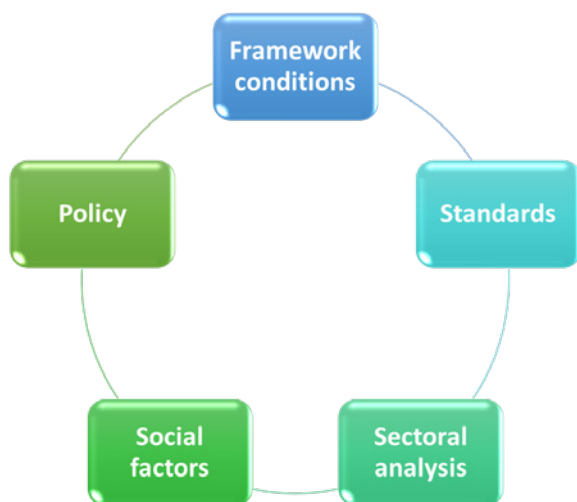 Framework
conditions
Standards
Sectoral
analysis
Social
factors
Policy